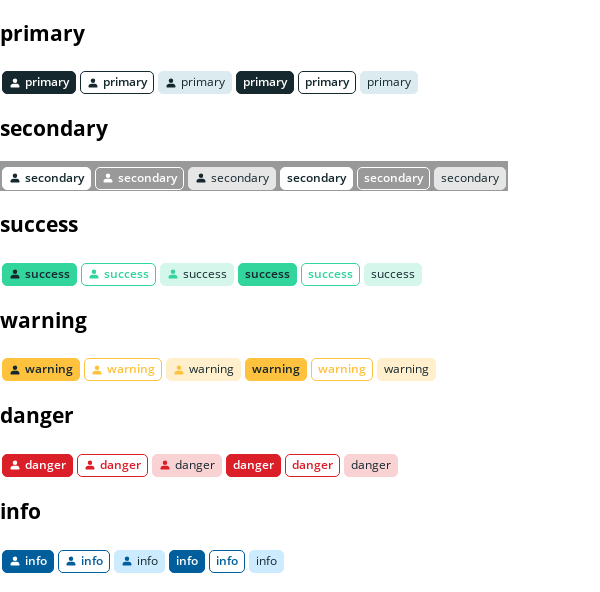 primary
primary primary primary primary primary primary
secondary
secondary secondary secondary secondary secondary secondary
success
success success success success success success
warning
warning warning warning warning warning warning
danger
danger danger danger danger danger danger
info
info info info info info info